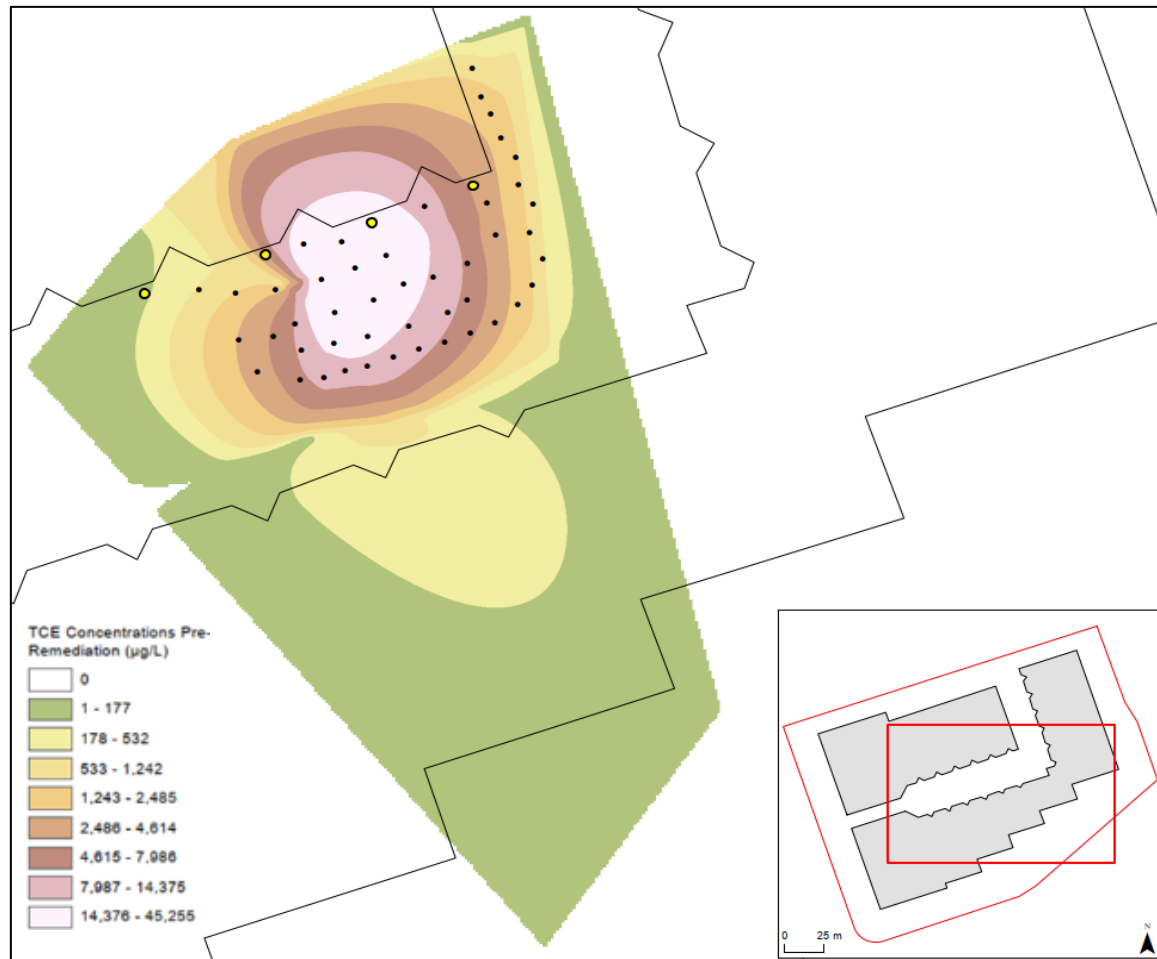 TCE Concentrations Pre-
Remediation (µg/L)
0
1 - 177
178 - 532
533 - 1,242
1,243 - 2,485
2,486 - 4,614
4,615 - 7,986
7,987 - 14,375
14,376 - 45,255
0 25 m
N